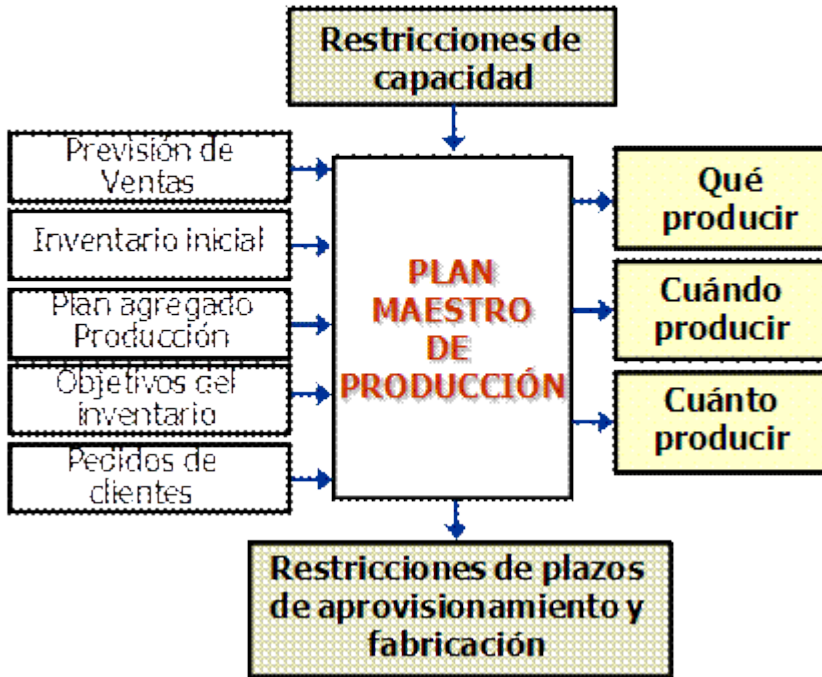 Restricciones de
capacidad
Previsión de
Ventas
Inventario inicial
Plan agregado
Producción
Objetivos del
inventario
Pedidos de
clientes
PLAN
MAESTRO
DE
PRODUCCIÓN
Qué
producir
Cuándo
producir
Cuánto
producir
Restricciones de plazos
de aprovisionamiento y
fabricación